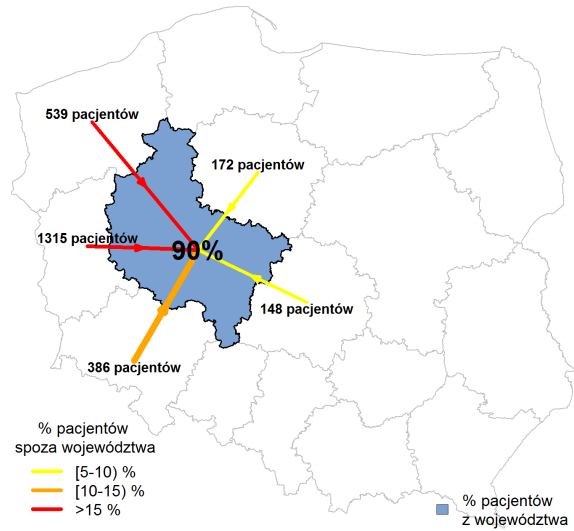 539 pacjentów
172 pacjentów
1315 pacjentów
90%
148 pacjentów
386 pacjentów
% pacjentów
spoza województwa
[5-10) %
[10-15) %
>15 %
% pacjentów
z województwa